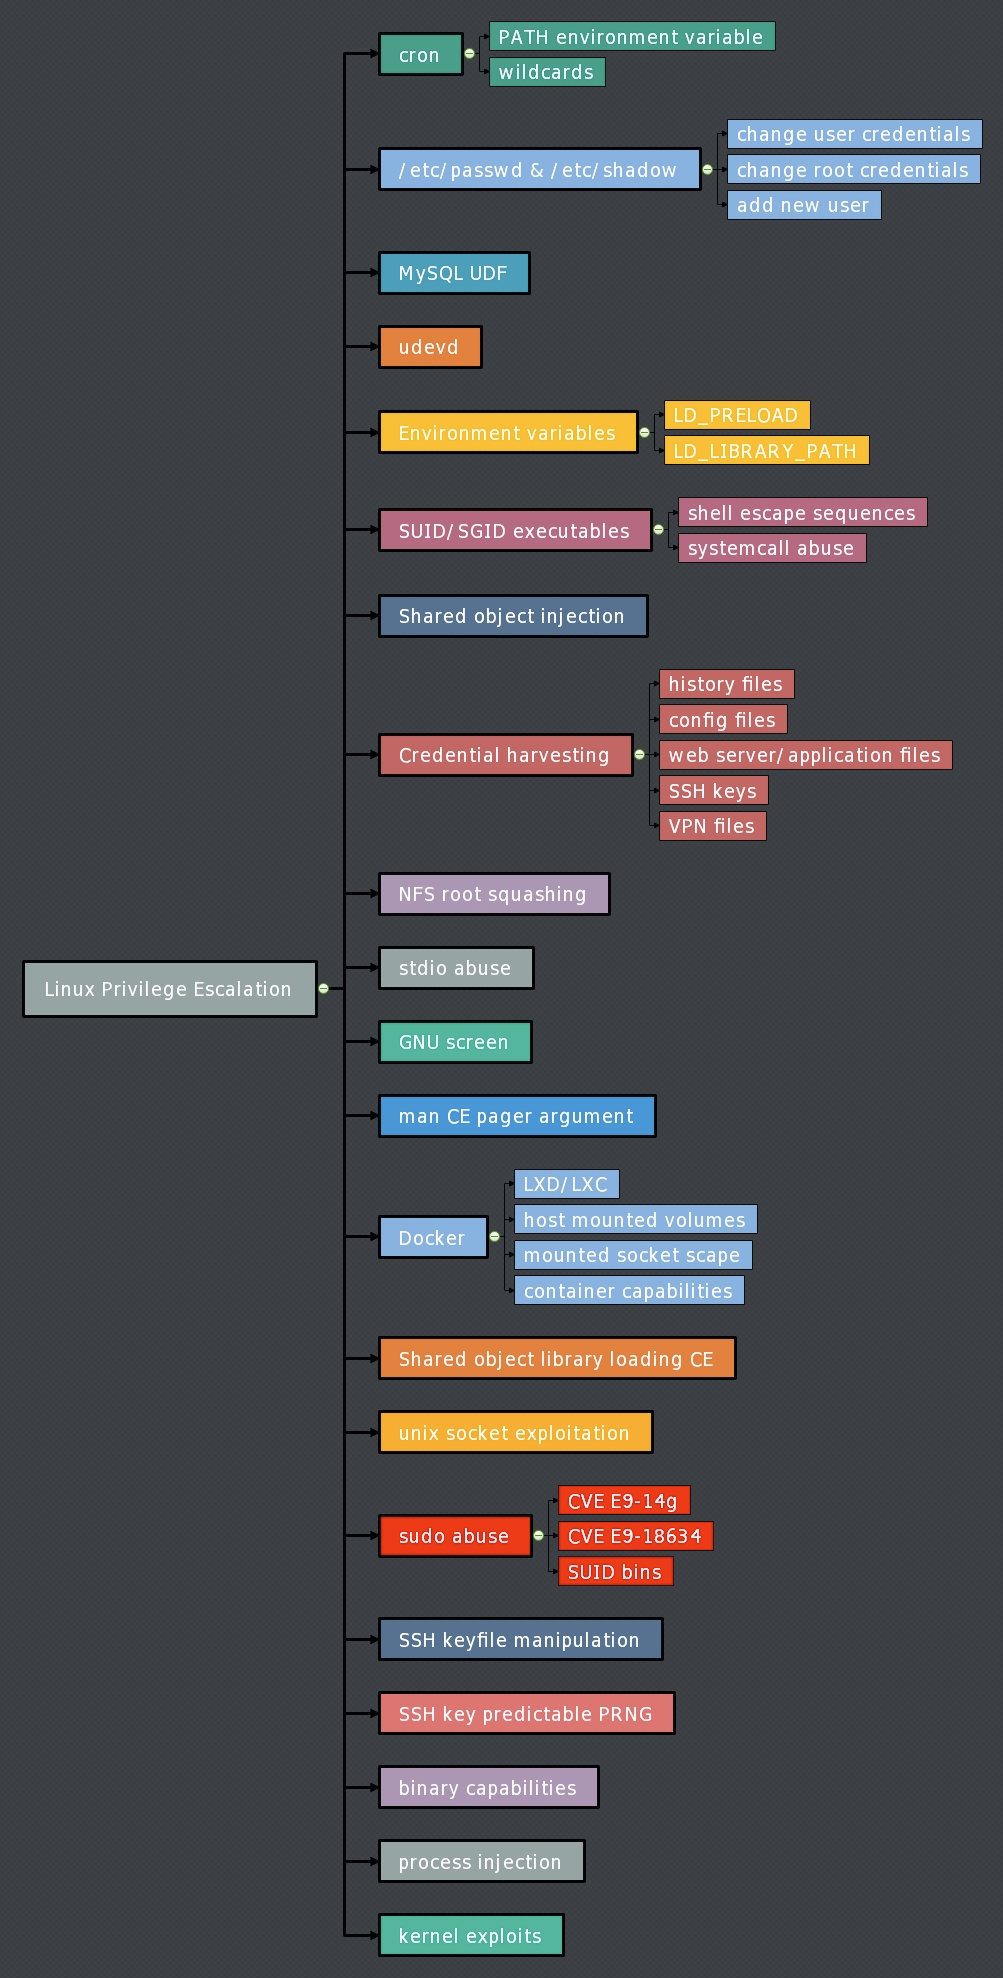 cron
PATH environment variable
wildcards
/etc/passwd & /etc/shadow
change user credentials
change root credentials
add new user
MySQL UDF
udevd
Environment variables
LD_PRELOAD
LD_LIBRARY_PATH
SUID/SGID executables
shell escape sequences
systemcall abuse
Shared object injection
Credential harvesting
history files
config files
web server/application files
SSH keys
VPN files
NFS root squashing
stdio abuse
Linux Privilege Escalation
GNU screen
man CE pager argument
Docker
LXD/LXC
host mounted volumes
mounted socket scape
container capabilities
Shared object library loading CE
unix socket exploitation
sudo abuse
CVE E9-14g
CVE E9-18634
SUID bins
SSH keyfile manipulation
SSH key predictable PRNG
binary capabilities
process injection
kernel exploits